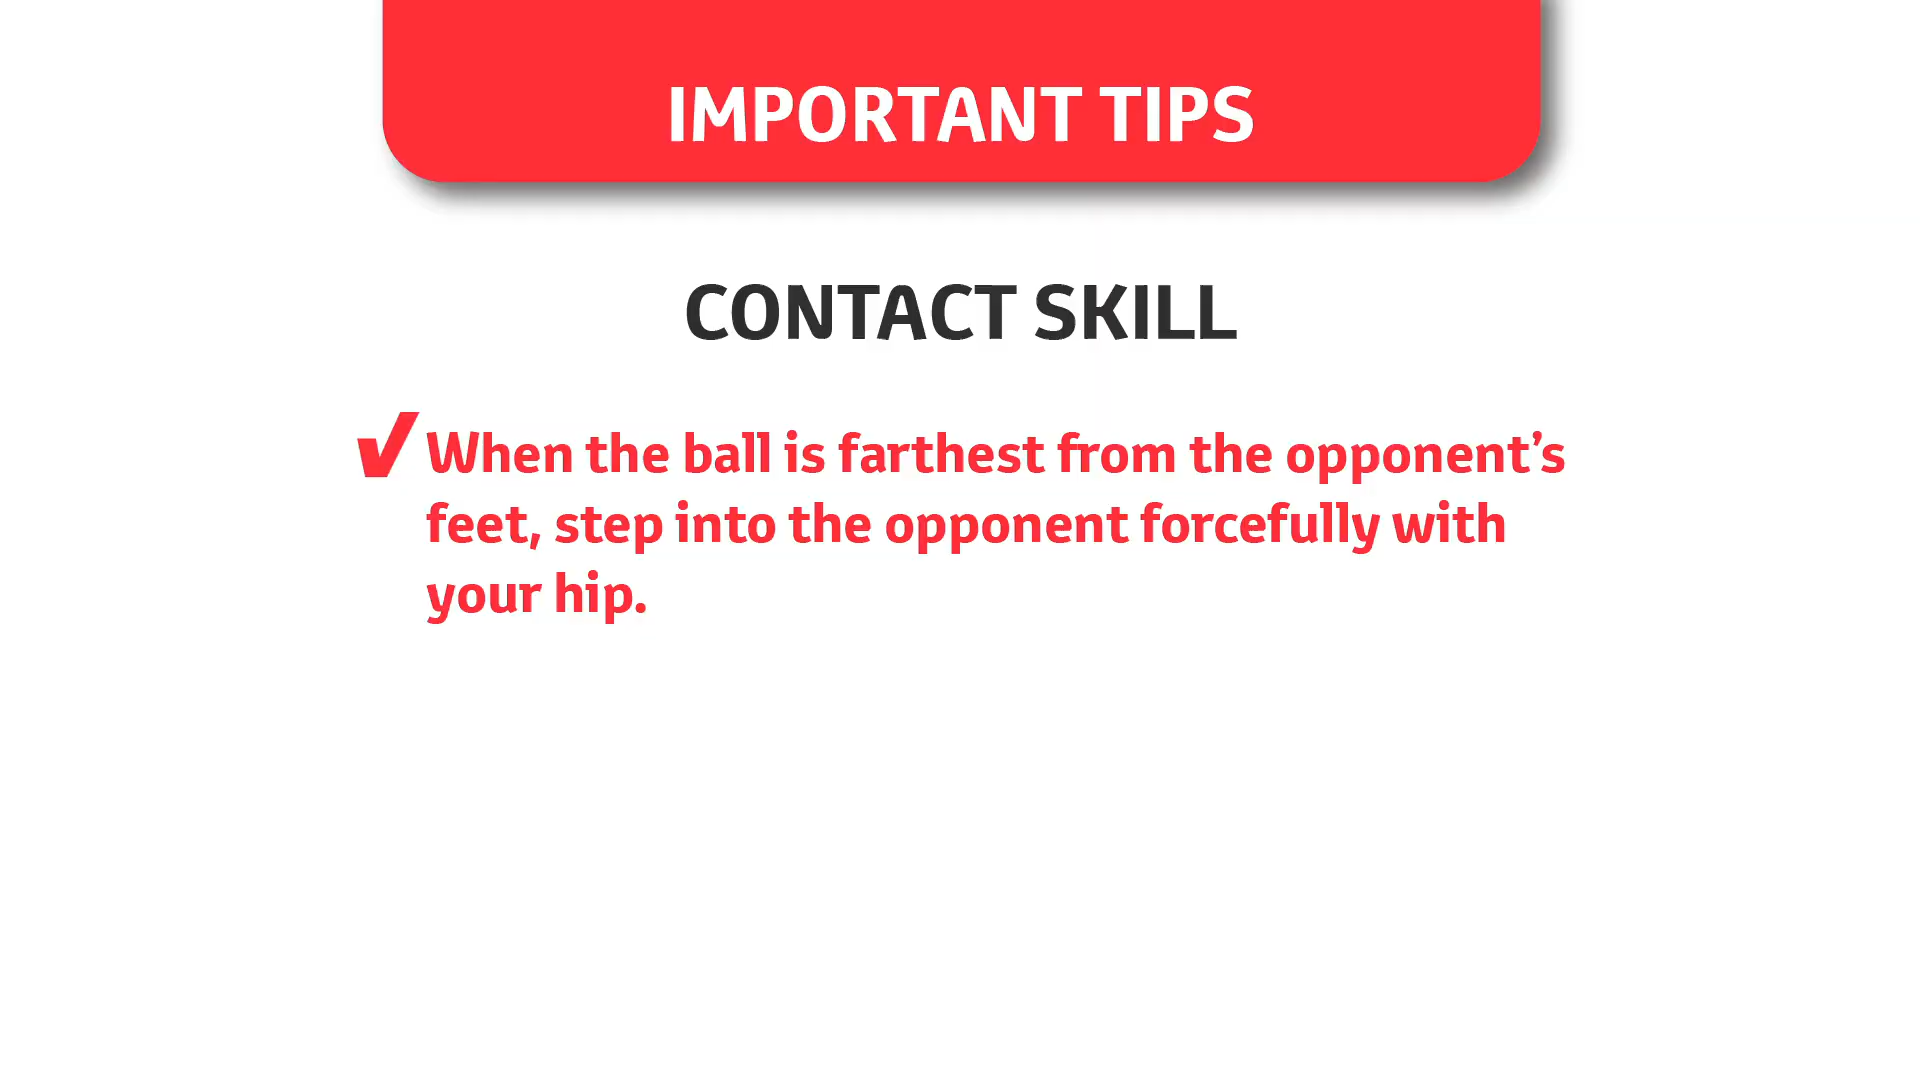 IMPORTANT TIPS
CONTACT SKILL
✔When the ball is farthest from the opponent’s
feet, step into the opponent forcefully with
your hip.